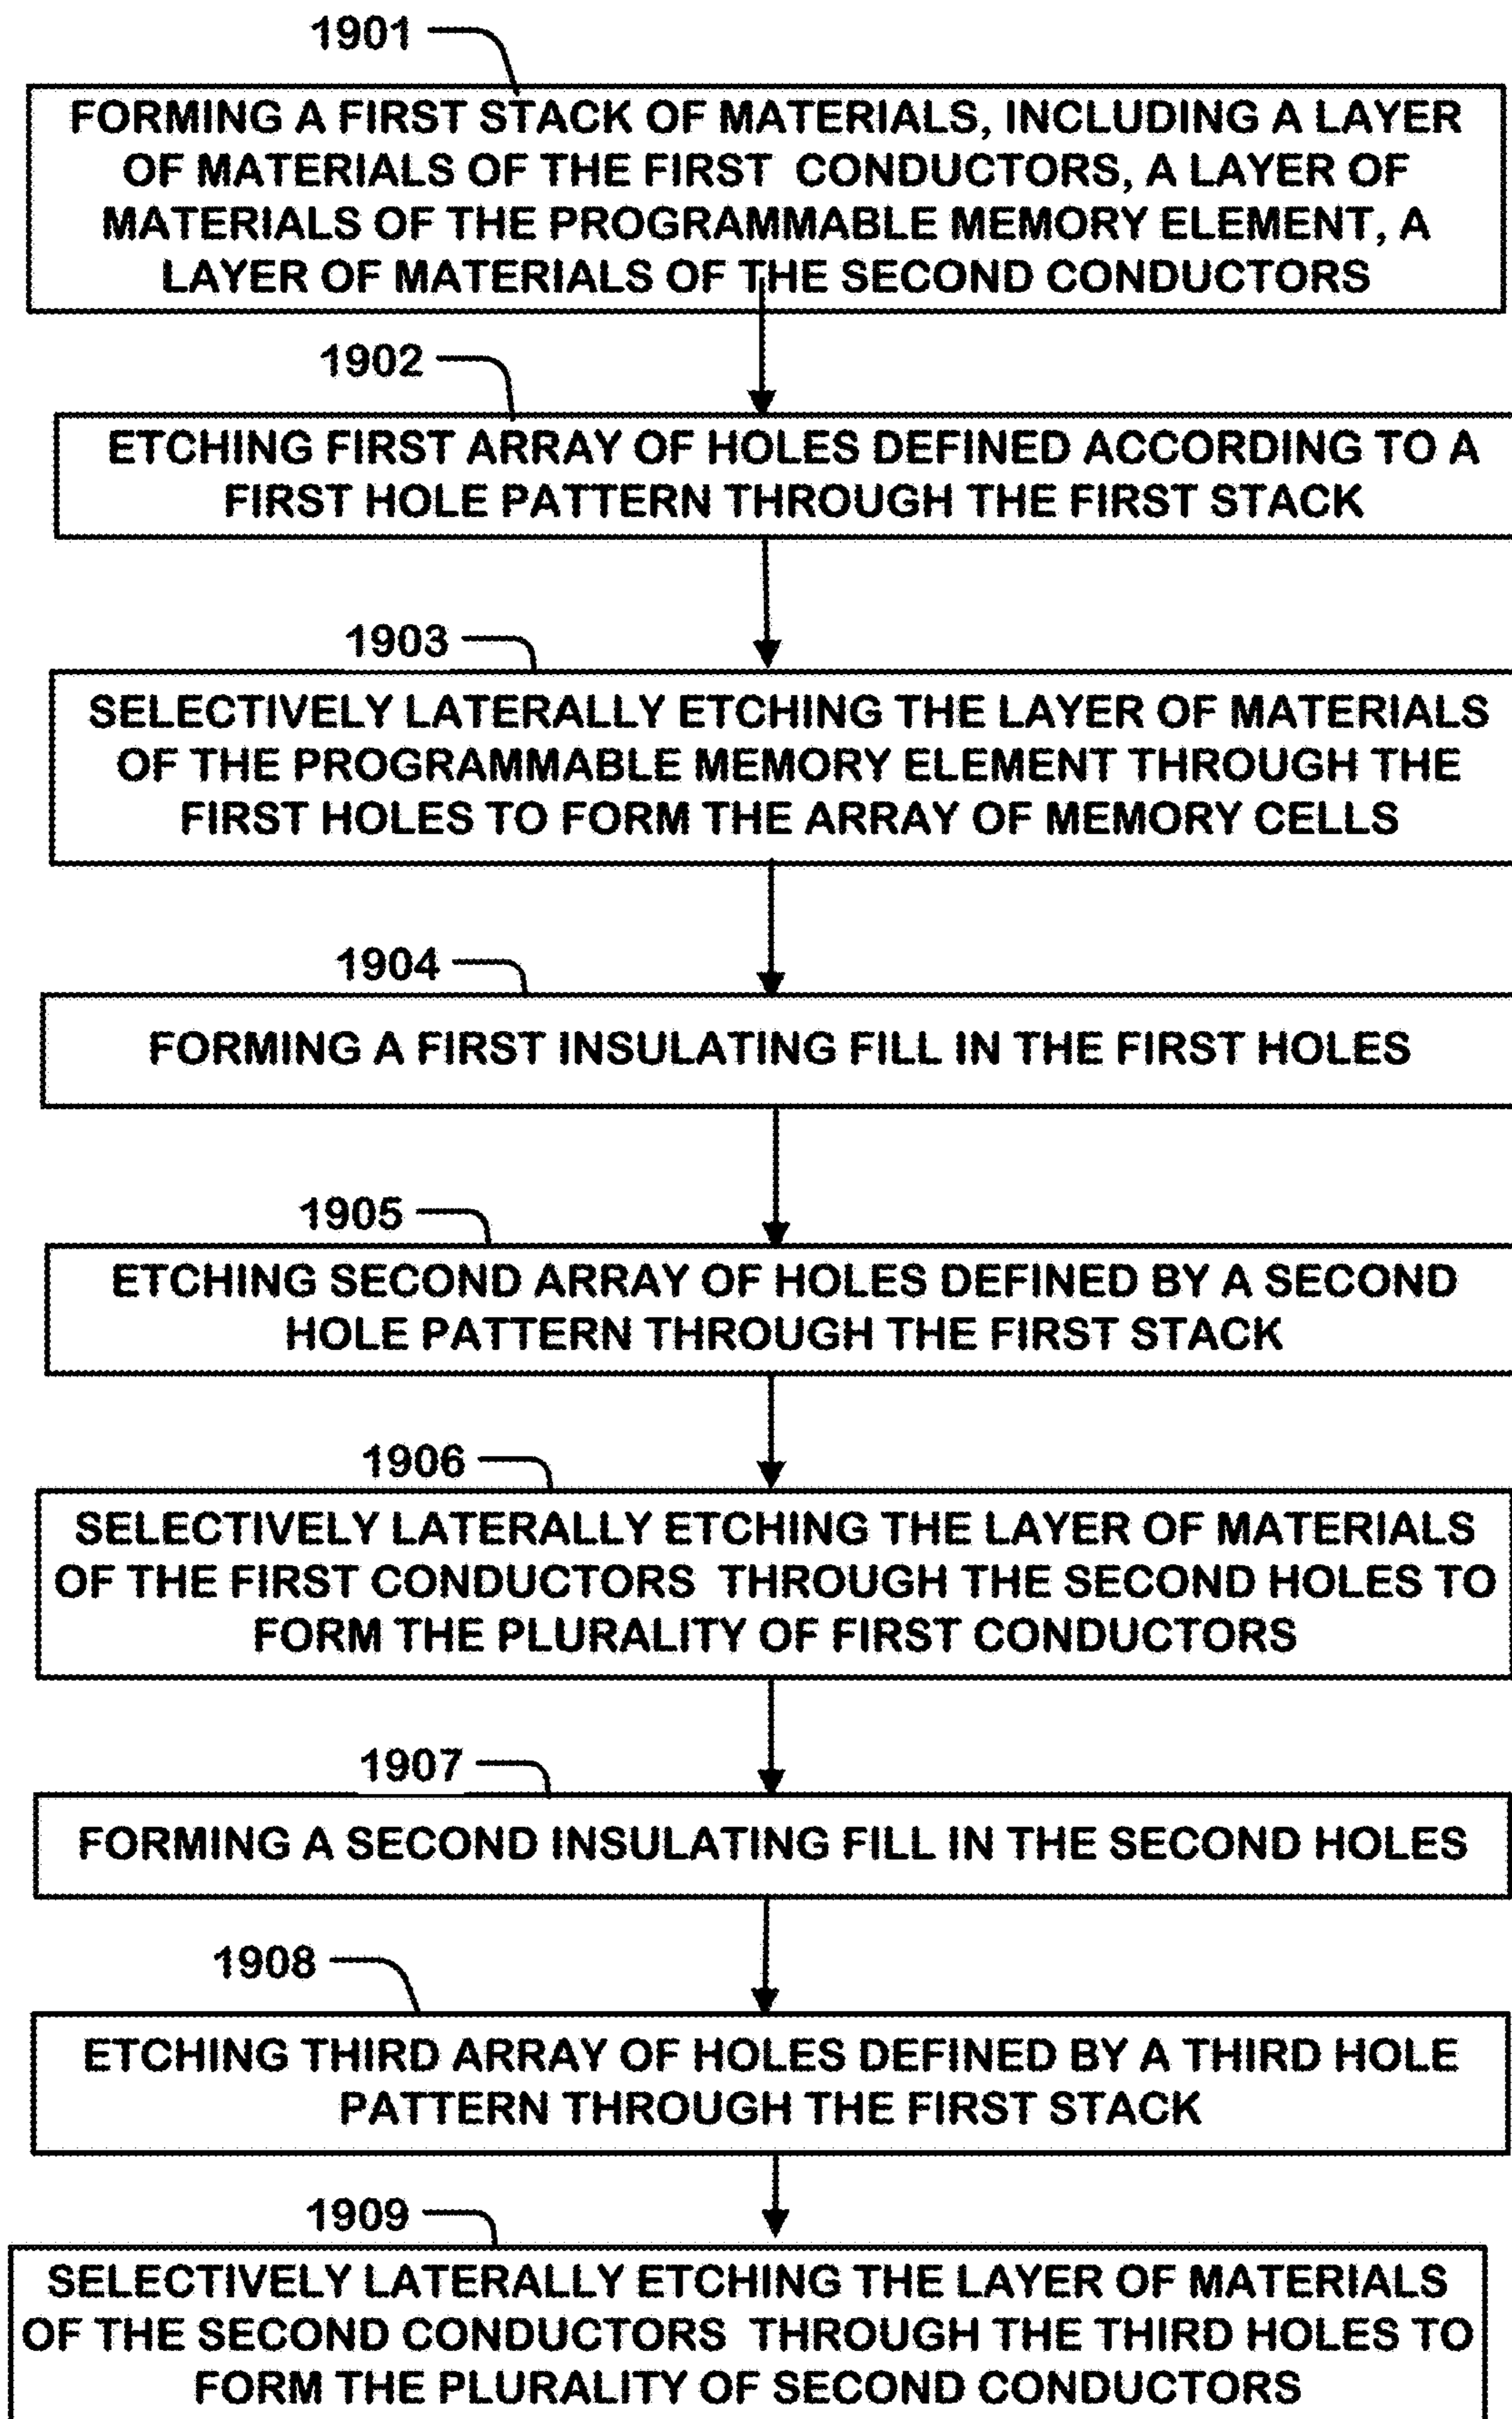 1901
FORMING A FIRST STACK OF MATERIALS, INCLUDING A LAYER
OF MATERIALS OF THE FIRST CONDUCTORS, A LAYER OF
MATERIALS OF THE PROGRAMMABLE MEMORY ELEMENT, A
LAYER OF MATERIALS OF THE SECOND CONDUCTORS
1902
ETCHING FIRST ARRAY OF HOLES DEFINED ACCORDING TO A
FIRST HOLE PATTERN THROUGH THE FIRST STACK
1903
SELECTIVELY LATERALLY ETCHING THE LAYER OF MATERIALS
OF THE PROGRAMMABLE MEMORY ELEMENT THROUGH THE
FIRST HOLES TO FORM THE ARRAY OF MEMORY CELLS
1904
FORMING A FIRST INSULATING FILL IN THE FIRST HOLES
1905
ETCHING SECOND ARRAY OF HOLES DEFINED BY A SECOND
HOLE PATTERN THROUGH THE FIRST STACK
1906
SELECTIVELY LATERALLY ETCHING THE LAYER OF MATERIALS
OF THE FIRST CONDUCTORS THROUGH THE SECOND HOLES TO
FORM THE PLURALITY OF FIRST CONDUCTORS
1907
FORMING A SECOND INSULATING FILL IN THE SECOND HOLES
1908
ETCHING THIRD ARRAY OF HOLES DEFINED BY A THIRD HOLE
PATTERN THROUGH THE FIRST STACK
1909
SELECTIVELY LATERALLY ETCHING THE LAYER OF MATERIALS
OF THE SECOND CONDUCTORS THROUGH THE THIRD HOLES TO
FORM THE PLURALITY OF SECOND CONDUCTORS